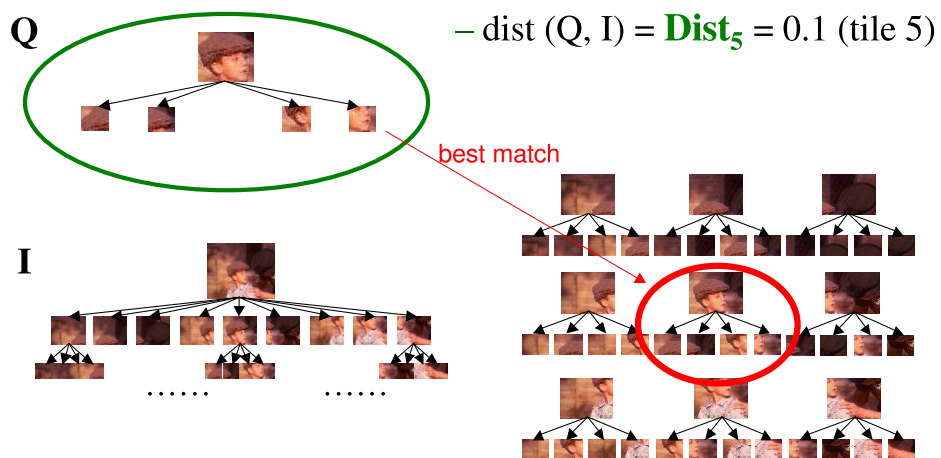 Q
– dist (Q, I) = Dist5 = 0.1 (tile 5)
best match
I
...... ......